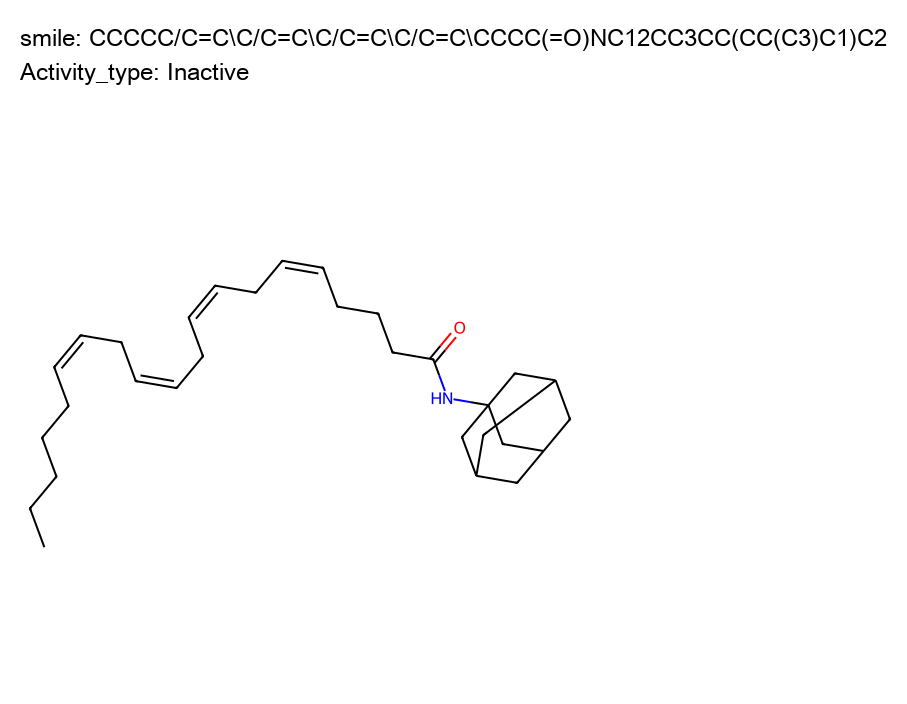 smile: CCCCC/C=C\C/C=C\C/C=C\C/C=C\CCCC(=O)NC12CC3CC(CC(C3)C1)C2
Activity_type: Inactive
O
HN